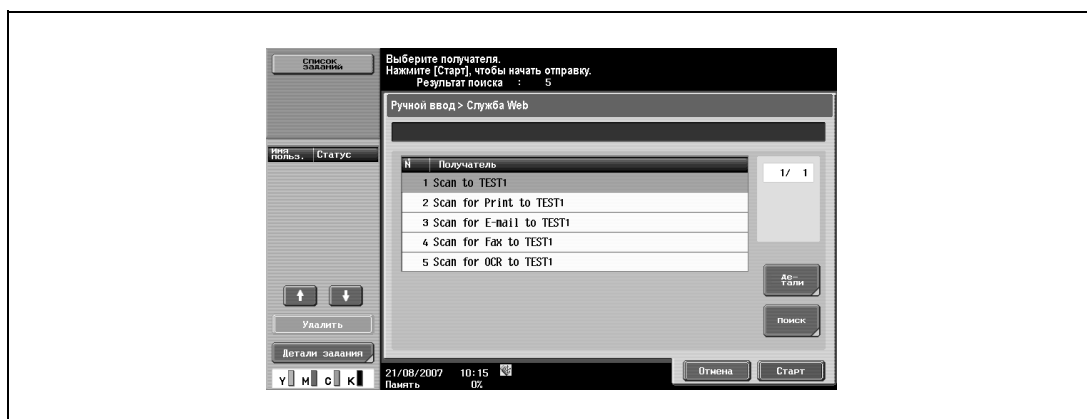 Список
заданий
Выберите получателя.
Нажмите [Старт], чтобы начать отправку.
Результат поиска : 5
Ручной ввод > Служба Web
Имя
польз. Статус
N Получатель
1 Scan to TEST1
2 Scan for Print to TEST1
3 Scan for E-mail to TEST1
4 Scan for Fax to TEST1
5 Scan for OCR to TEST1
1/ 1
Де-
тали
Поиск
Удалить
Детали задания
Y M C K
21/08/2007 10:15
Память 0%
Отмена Старт